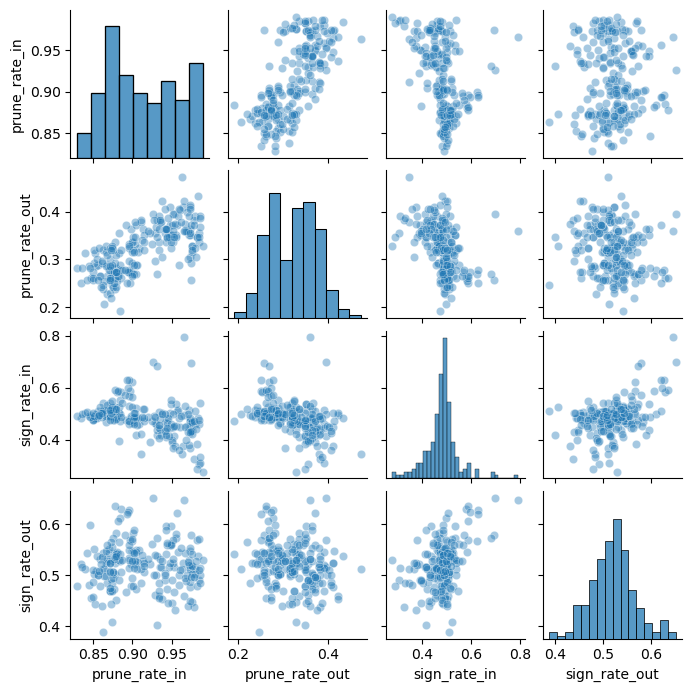 prune_rate_in
0.95
0.90
0.85
prune_rate_out
0.4
0.3
0.2
sign_rate_in
0.8
0.6
0.4
sign_rate_out
0.6
0.5
0.4
0.85 0.90 0.95
0.2 0.4
0.4 0.6 0.8
0.4 0.5 0.6
prune_rate_in prune_rate_out sign_rate_in sign_rate_out